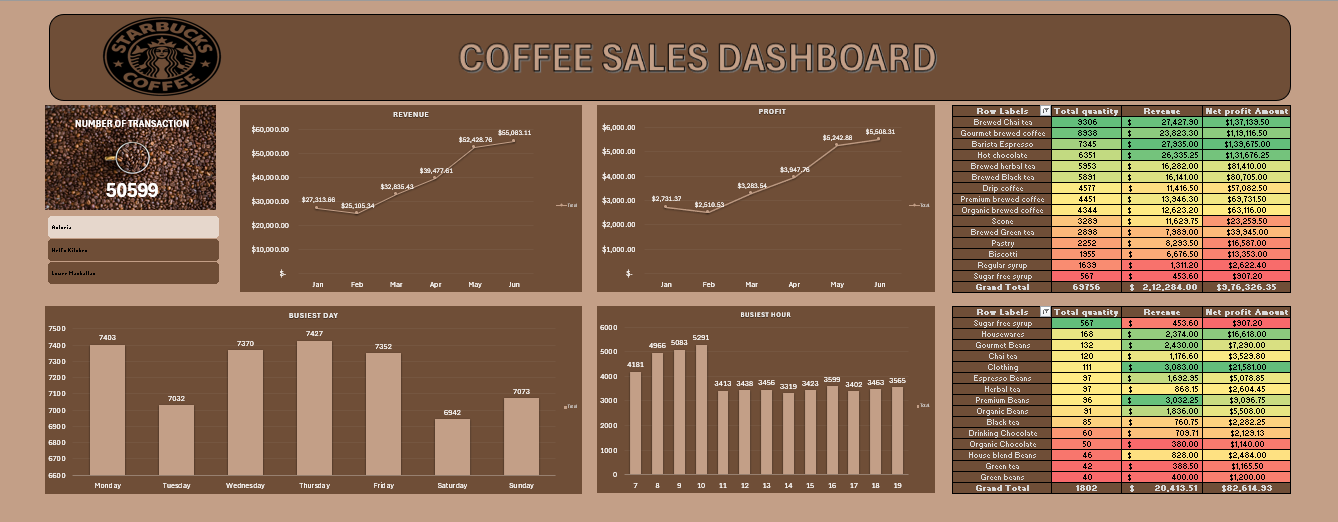 STARBUCKS
COFFEE
COFFEE SALES DASHBOARD
NUMBER OF TRANSACTION
50599
Astoria
Hell's Kitchen
Lower Manhattan
REVENUE
$60,000.00
$50,000.00
$40,000.00
$30,000.00
$20,000.00
$10,000.00
$-
$27,313.66
$25,105.34
$32,835.43
$39,477.61
$52,428.76
$55,083.11
Jan Feb Mar Apr May Jun
Total
PROFIT
$6,000.00
$5,000.00
$4,000.00
$3,000.00
$2,000.00
$1,000.00
$-
$2,731.37
$2,510.53
$3,283.54
$3,947.76
$5,242.88
$5,508.31
Jan Feb Mar Apr May Jun
Total
Row Labels Total quantity Revenue Net profit Amount
Brewed Chai tea 9306 $ 27,427.90 $1,37,139.50
Gourmet brewed coffee 8938 $ 23,823.30 $1,19,116.50
Barista Espresso 7345 $ 27,935.00 $1,39,675.00
Hot chocolate 6351 $ 26,335.25 $1,31,676.25
Brewed herbal tea 5953 $ 16,282.00 $81,410.00
Brewed Black tea 5891 $ 16,141.00 $80,705.00
Drip coffee 4577 $ 11,416.50 $57,082.50
Premium brewed coffee 4451 $ 13,946.30 $69,731.50
Organic brewed coffee 4344 $ 12,623.20 $63,116.00
Scone 3289 $ 11,629.75 $23,259.50
Brewed Green tea 2898 $ 7,989.00 $39,945.00
Pastry 2252 $ 8,293.50 $16,587.00
Biscotti 1955 $ 6,676.50 $13,353.00
Regular syrup 1639 $ 1,311.20 $2,622.40
Sugar free syrup 567 $ 453.60 $907.20
Grand Total 69756 $ 2,12,284.00 $9,76,326.35
BUSIEST DAY
7500
7400
7300
7200
7100
7000
6900
6800
6700
6600
7403 7032 7370 7427 7352 6942 7073
Monday Tuesday Wednesday Thursday Friday Saturday Sunday
Total
BUSIEST HOUR
6000
5000
4000
3000
2000
1000
0
4181 4966 5083 5291 3413 3438 3456 3319 3423 3599 3402 3463 3565
7 8 9 10 11 12 13 14 15 16 17 18 19
Total
Row Labels Total quantity Revenue Net profit Amount
Sugar free syrup 567 $ 453.60 $907.20
Housewares 168 $ 2,374.00 $16,618.00
Gourmet Beans 132 $ 2,430.00 $7,290.00
Chai tea 120 $ 1,176.60 $3,529.80
Clothing 111 $ 3,083.00 $21,581.00
Espresso Beans 97 $ 1,692.95 $5,078.85
Herbal tea 97 $ 868.15 $2,604.45
Premium Beans 96 $ 3,032.25 $9,096.75
Organic Beans 91 $ 1,836.00 $5,508.00
Black tea 85 $ 760.75 $2,282.25
Drinking Chocolate 60 $ 709.71 $2,129.13
Organic Chocolate 50 $ 380.00 $1,140.00
House blend Beans 46 $ 828.00 $2,484.00
Green tea 42 $ 388.50 $1,165.50
Green beans 40 $ 400.00 $1,200.00
Grand Total 1802 $ 20,413.51 $82,614.93